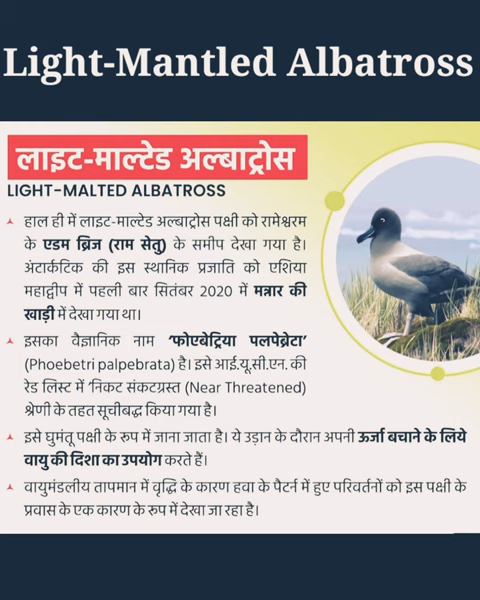 Light-Mantled Albatross
लाइट-माल्टेड अल्बाट्रोस
LIGHT-MALTED ALBATROSS
हाल ही में लाइट-माल्टेड अल्बाट्रोस पक्षी को रामेश्वरम
के एडम ब्रिज (राम सेतु) के समीप देखा गया है।
अंटार्कटिक की इस स्थानिक प्रजाति को एशिया
महाद्वीप में पहली बार सितंबर 2020 में मन्नार की
खाड़ी में देखा गया था।
इसका वैज्ञानिक नाम ‘फोएबेट्रिया पलपेब्रेटा’
(Phoebetri palpebrata) है। इसे आई.यू.सी.एन. की
रेड लिस्ट में ‘निकट संकटग्रस्त (Near Threatened)
श्रेणी के तहत सूचीबद्ध किया गया है।
इसे घुमंतू पक्षी के रूप में जाना जाता है। ये उड़ान के दौरान अपनी ऊर्जा बचाने के लिये
वायु की दिशा का उपयोग करते हैं।
वायुमंडलीय तापमान में वृद्धि के कारण हवा के पैटर्न में हुए परिवर्तनों को इस पक्षी के
प्रवास के एक कारण के रूप में देखा जा रहा है।